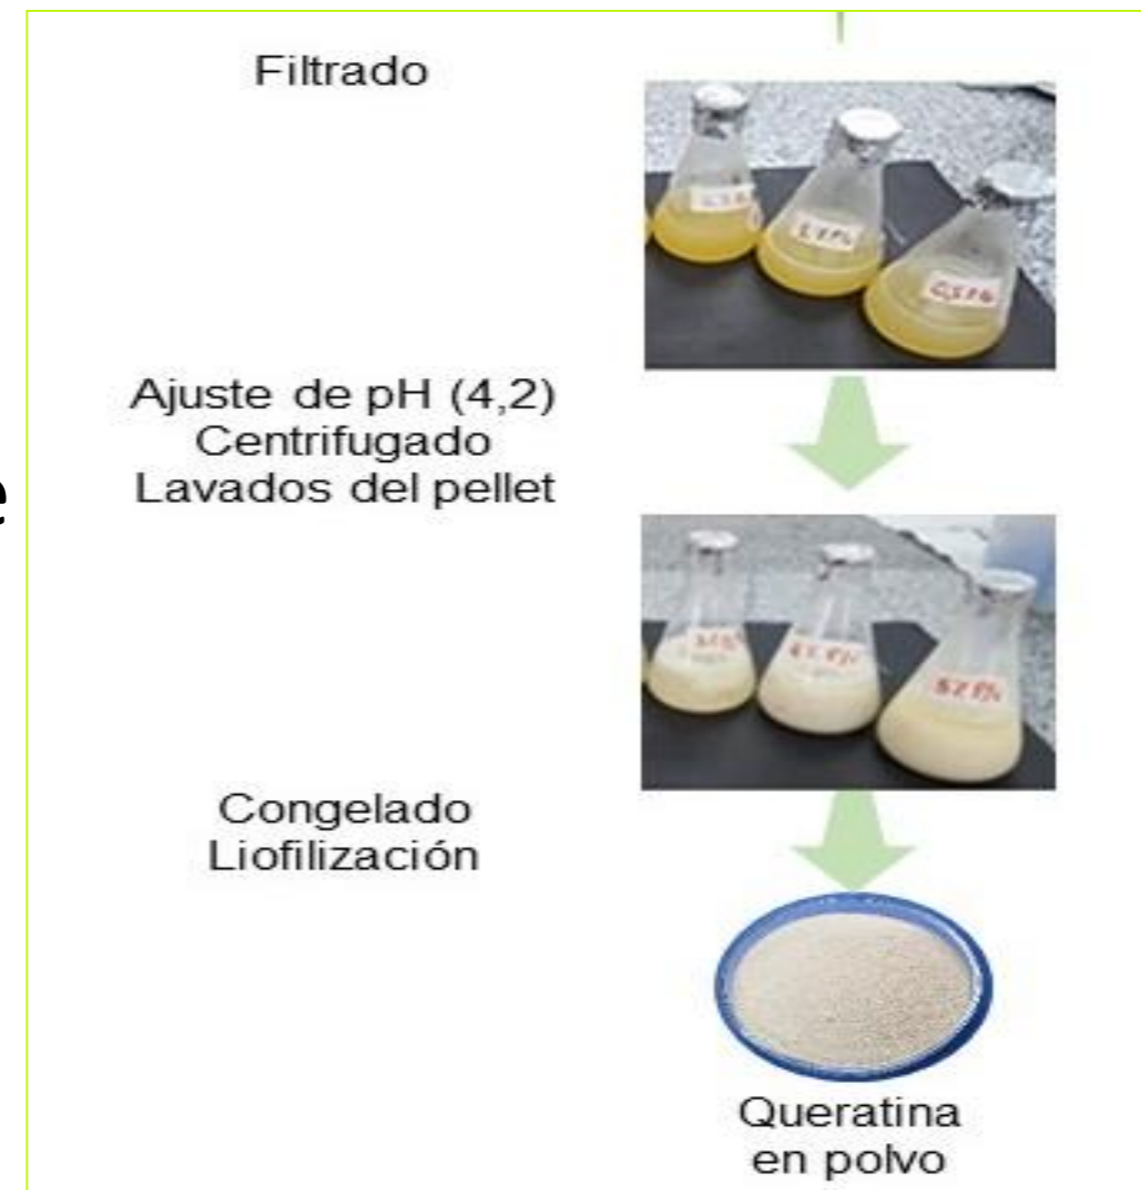 Filtrado
Ajuste de pH (4,2)
Centrifugado
Lavados del pellet
e
Congelado
Liofilización
Queratina
en polvo